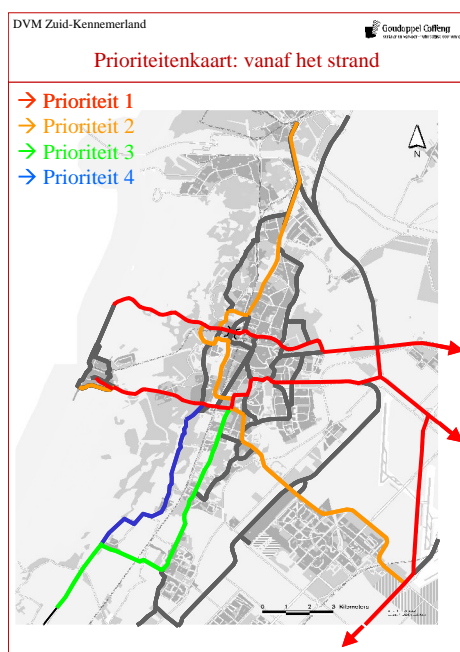 DVM Zuid-Kennemerland
Goudappel Coffeng
Prioriteitenkaart: vanaf het strand
→ Prioriteit 1
→ Prioriteit 2
→ Prioriteit 3
→ Prioriteit 4
N
0 1 2 3 Kilometers